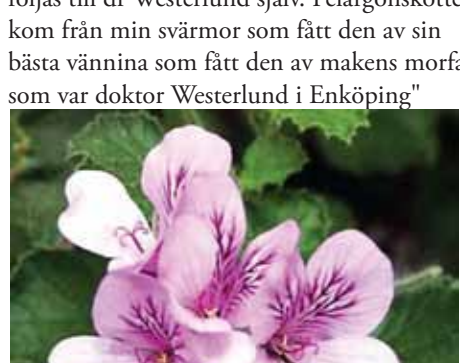 följas till dr Westerlund själv. Pelargonskotte
kom från min svärmor som fått den av sin
bästa vännina som fått den av makens morfa
som var doktor Westerlund i Enköping"